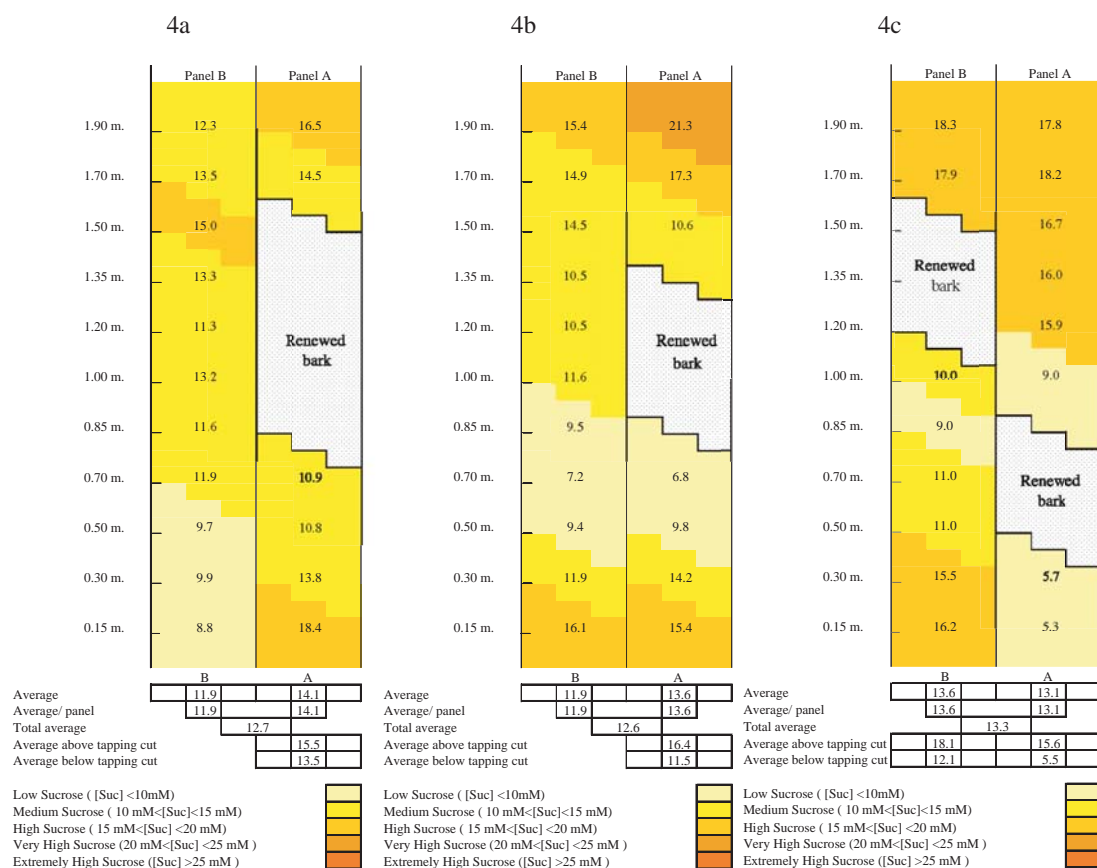 4a 4b 4c
Panel B Panel A Panel B Panel A Panel B Panel A
1.90 m. 12.3 16.5 1.90 m. 15.4 21.3 1.90 m. 18.3 17.8
1.70 m. 13.5 14.5 1.70 m. 14.9 17.3 1.70 m. 17.9 18.2
1.50 m. 15.0 1.50 m. 14.5 10.6 1.50 m. 16.7
1.35 m. 13.3 1.35 m. 10.5 1.35 m. Renewed bark 16.0
1.20 m. 11.3 Renewed bark 1.20 m. 10.5 1.20 m. 15.9
1.00 m. 13.2 1.00 m. 11.6 Renewed bark 1.00 m. 10.0 9.0
0.85 m. 11.6 0.85 m. 9.5 0.85 m. 9.0
0.70 m. 11.9 10.9 0.70 m. 7.2 6.8 0.70 m. 11.0 Renewed bark
0.50 m. 9.7 10.8 0.50 m. 9.4 9.8 0.50 m. 11.0
0.30 m. 9.9 13.8 0.30 m. 11.9 14.2 0.30 m. 15.5 5.7
0.15 m. 8.8 18.4 0.15 m. 16.1 15.4 0.15 m. 16.2 5.3
B A B A B A
Average 11.9 14.1 Average 11.9 13.6 Average 13.6 13.1
Average/ panel 11.9 14.1 Average/ panel 11.9 13.6 Average/ panel 13.6 13.1
Total average 12.7 Total average 12.6 Total average 13.3
Average above tapping cut 15.5 Average above tapping cut 16.4 Average above tapping cut 18.1 15.6
Average below tapping cut 13.5 Average below tapping cut 11.5 Average below tapping cut 12.1 5.5
Low Sucrose ( [Suc] <10mM) Low Sucrose ( [Suc] <10mM) Low Sucrose ( [Suc] <10mM)
Medium Sucrose ( 10 mM<[Suc]<15 mM) Medium Sucrose ( 10 mM<[Suc]<15 mM) Medium Sucrose ( 10 mM<[Suc]<15 mM)
High Sucrose ( 15 mM<[Suc] <20 mM) High Sucrose ( 15 mM<[Suc] <20 mM) High Sucrose ( 15 mM<[Suc] <20 mM)
Very High Sucrose (20 mM<[Suc] <25 mM ) Very High Sucrose (20 mM<[Suc] <25 mM ) Very High Sucrose (20 mM<[Suc] <25 mM )
Extremely High Sucrose ([Suc] >25 mM ) Extremely High Sucrose ([Suc] >25 mM ) Extremely High Sucrose ([Suc] >25 mM )